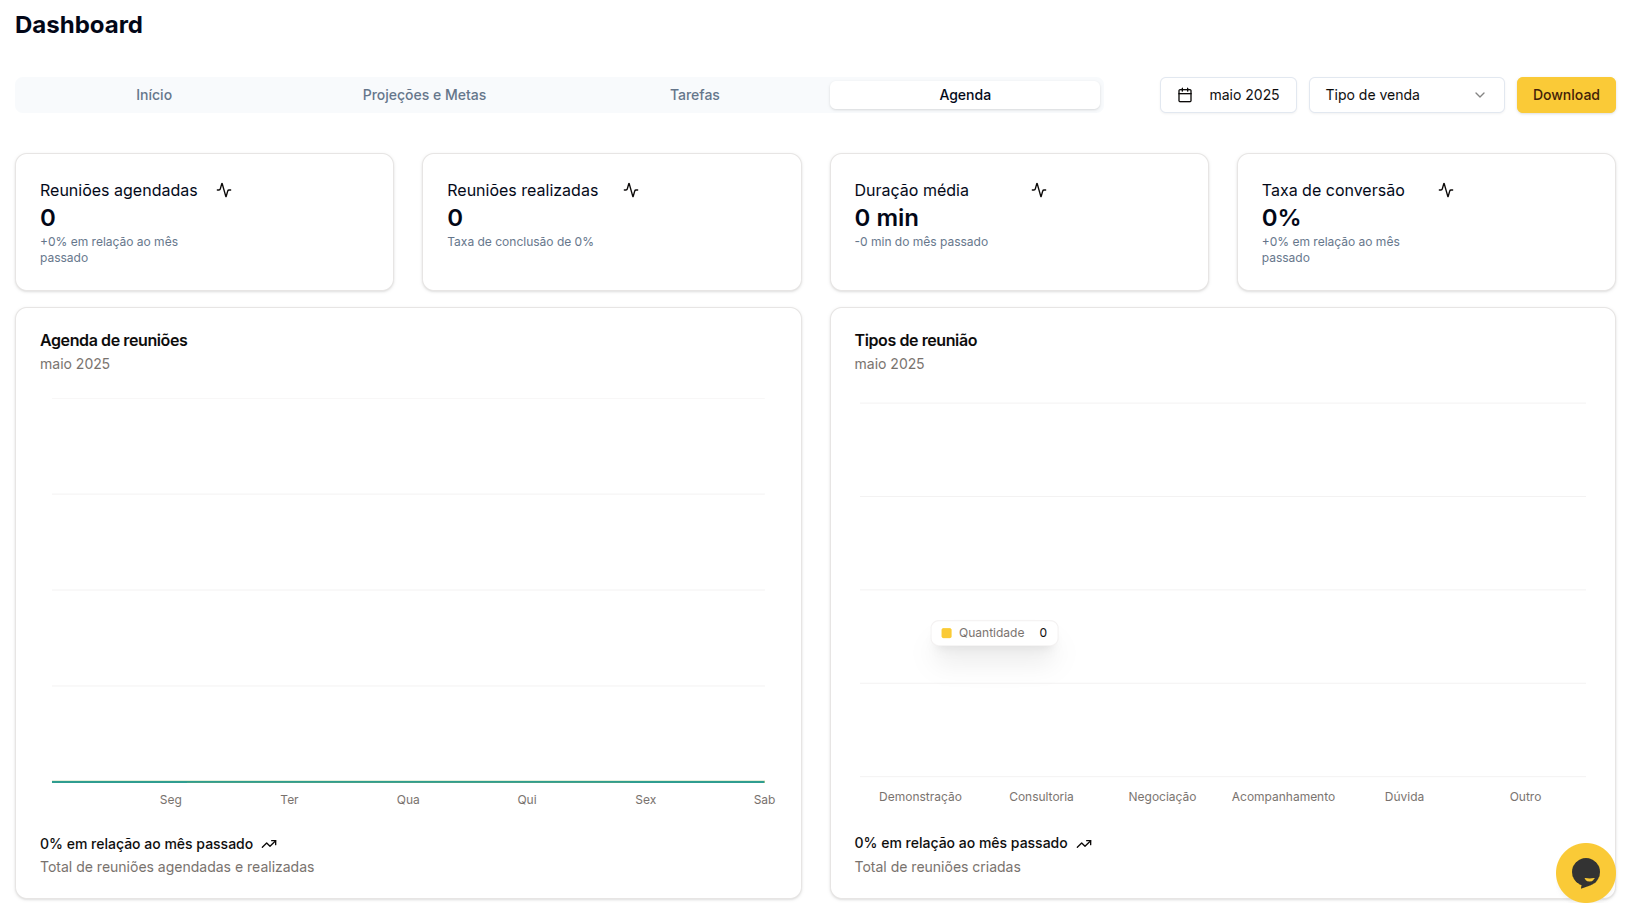 Dashboard
Início
Projeções e Metas
Tarefas
Agenda
maio 2025
Tipo de venda
Download
Reuniões agendadas
0
+0% em relação ao mês
passado
Reuniões realizadas
0
Taxa de conclusão de 0%
Duração média
0 min
-0 min do mês passado
Taxa de conversão
0%
+0% em relação ao mês
passado
Agenda de reuniões
maio 2025
Seg
Ter
Qua
Qui
Sex
Sab
0% em relação ao mês passado
Total de reuniões agendadas e realizadas
Tipos de reunião
maio 2025
Quantidade 0
Demonstração
Consultoria
Negociação
Acompanhamento
Dúvida
Outro
0% em relação ao mês passado
Total de reuniões criadas